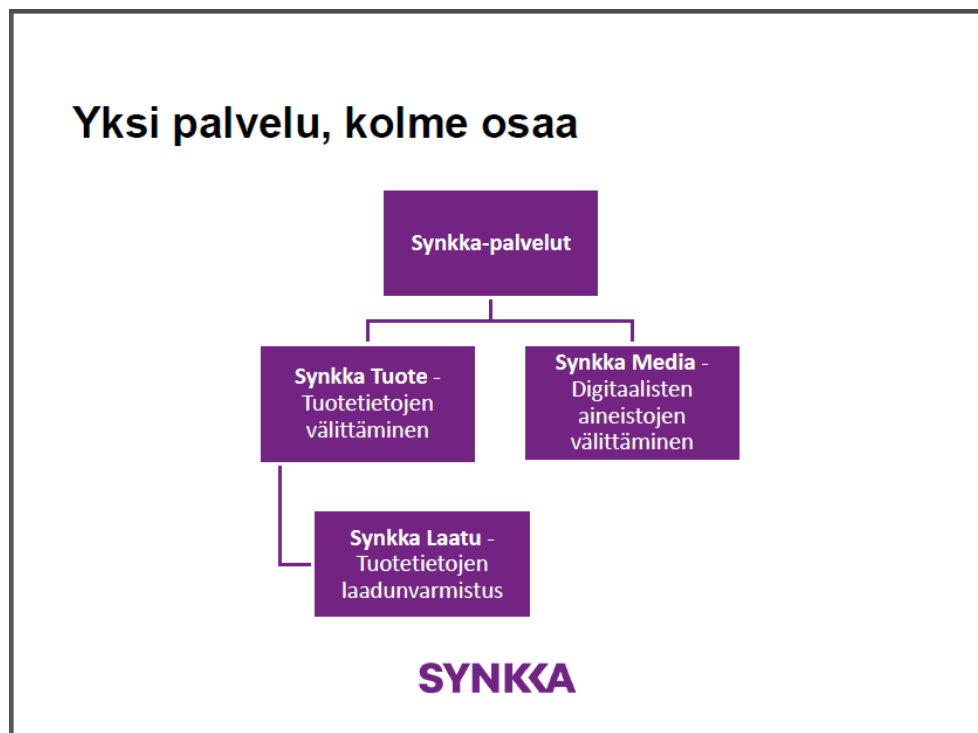 Yksi palvelu, kolme osaa
Synkka-palvelut
Synkka Tuote -
Tuotetietojen
välittäminen
Synkka Media -
Digitaalisten
aineistojen
välittäminen
Synkka Laatu -
Tuotetietojen
laadunvarmistus
SYNKKA